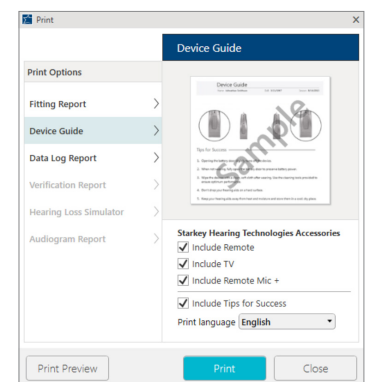 Print
Device Guide
Print Options
Fitting Report
Device Guide
Data Log Report
Verification Report
Hearing Loss Simulator
Audiogram Report
Device Guide
Sample
Tips for Success
Starkey Hearing Technologies Accessories
Include Remote
Include TV
Include Remote Mic +
Include Tips for Success
Print language English
Print Preview
Print
Close